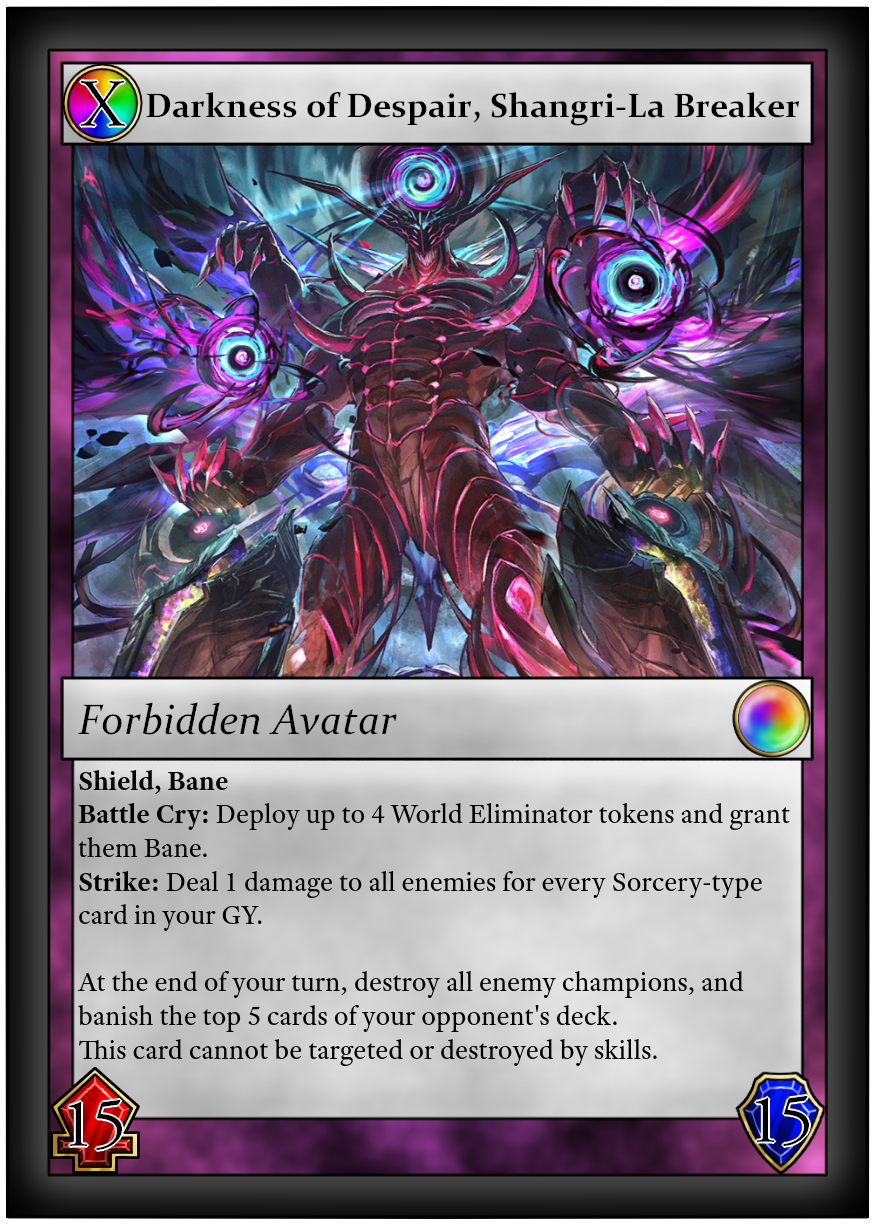 X Darkness of Despair, Shangri-La Breaker
Forbidden Avatar
Shield, Bane
Battle Cry: Deploy up to 4 World Eliminator tokens and grant
them Bane.
Strike: Deal 1 damage to all enemies for every Sorcery-type
card in your GY.
At the end of your turn, destroy all enemy champions, and
banish the top 5 cards of your opponent's deck.
This card cannot be targeted or destroyed by skills.
15 15